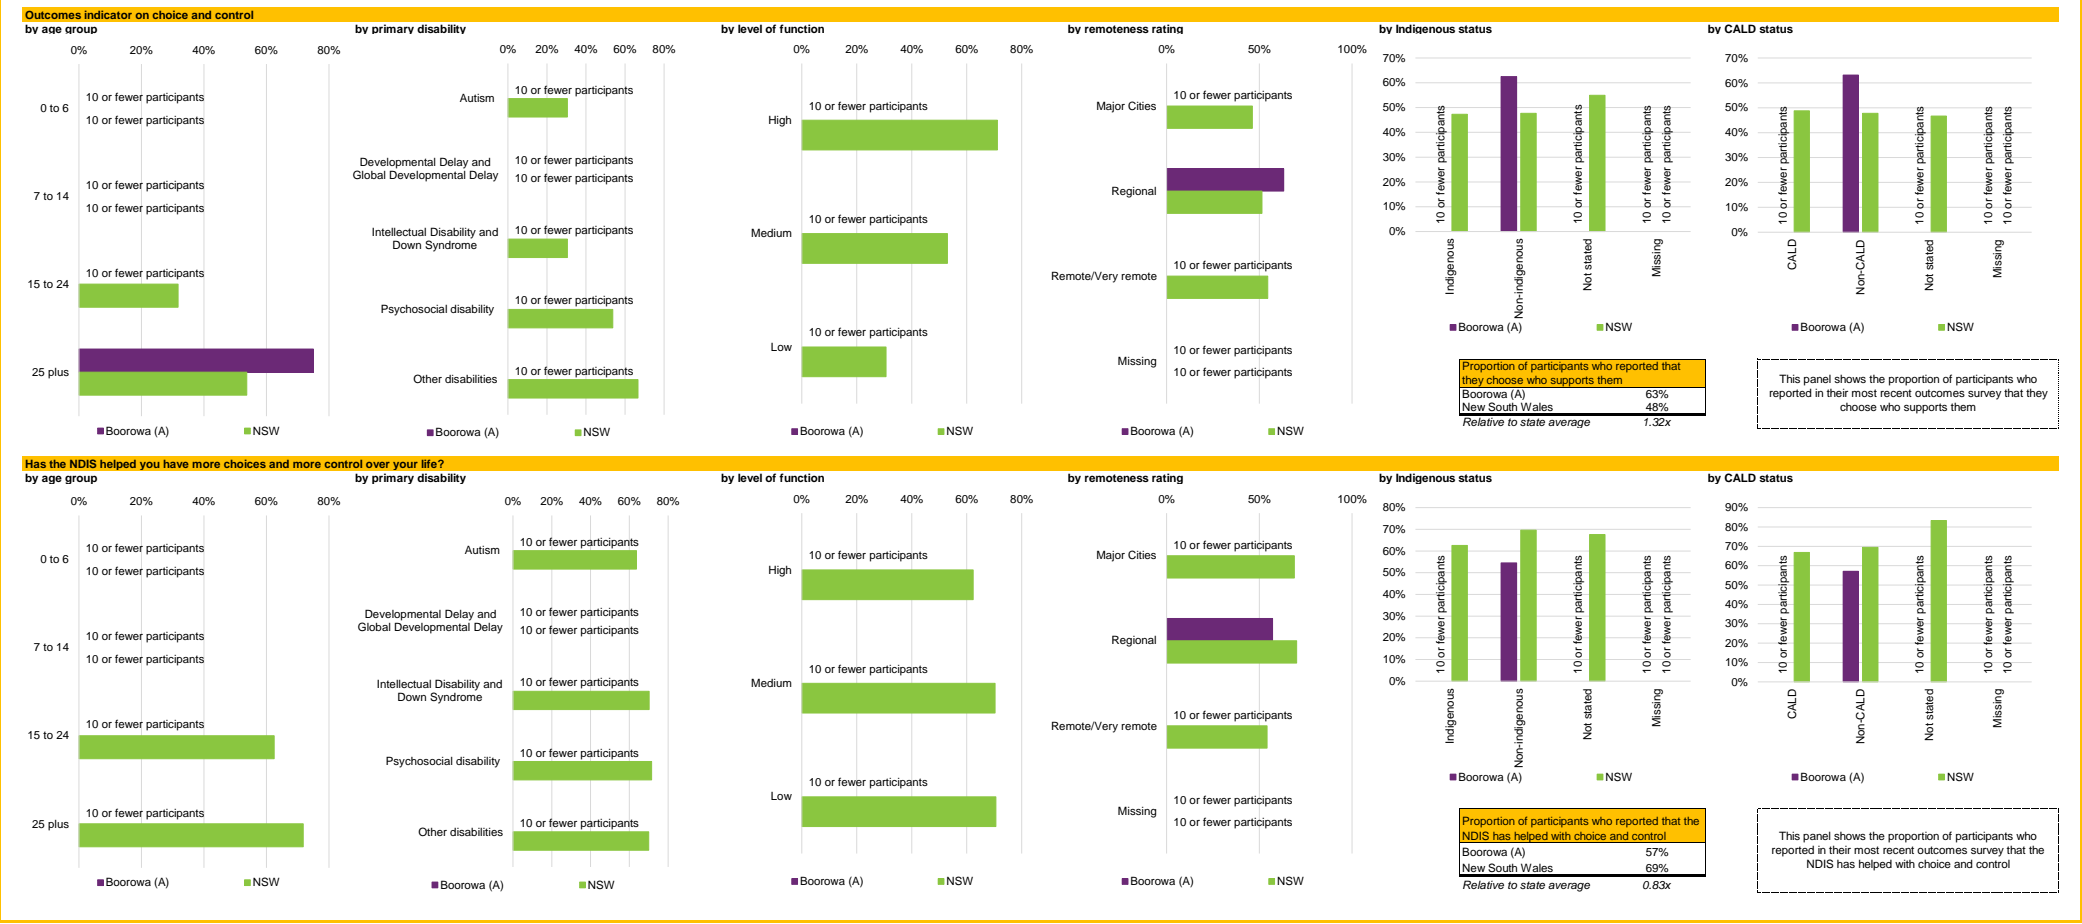 Outcomes indicator on choice and control
by age group
0%
20%
40%
60%
80%
0 to 6
10 or fewer participants
10 or fewer participants
7 to 14
10 or fewer participants
10 or fewer participants
15 to 24
10 or fewer participants
25 plus
Boorowa (A)
NSW
by primary disability
0%
20%
40%
60%
80%
Autism
10 or fewer participants
Developmental Delay and
Global Developmental Delay
10 or fewer participants
10 or fewer participants
Intellectual Disability and
Down Syndrome
10 or fewer participants
Psychosocial disability
10 or fewer participants
Other disabilities
10 or fewer participants
Boorowa (A)
NSW
by level of function
0%
20%
40%
60%
80%
High
10 or fewer participants
Medium
10 or fewer participants
Low
10 or fewer participants
Boorowa (A)
NSW
by remoteness rating
0%
50%
100%
Major Cities
10 or fewer participants
Regional
Remote/Very remote
10 or fewer participants
Missing
10 or fewer participants
10 or fewer participants
Boorowa (A)
NSW
by Indigenous status
70%
60%
50%
40%
30%
20%
10%
0%
10 or fewer participants
10 or fewer participants
10 or fewer participants
10 or fewer participants
Indigenous
Non-indigenous
Not stated
Missing
Boorowa (A)
NSW
by CALD status
70%
60%
50%
40%
30%
20%
10%
0%
10 or fewer participants
10 or fewer participants
10 or fewer participants
10 or fewer participants
CALD
Non-CALD
Not stated
Missing
Boorowa (A)
NSW
Proportion of participants who reported that
they choose who supports them
Boorowa (A) 63%
New South Wales 48%
Relative to state average 1.32x
This panel shows the proportion of participants who
reported in their most recent outcomes survey that they
choose who supports them
Has the NDIS helped you have more choices and more control over your life?
by age group
0%
20%
40%
60%
80%
0 to 6
10 or fewer participants
10 or fewer participants
7 to 14
10 or fewer participants
10 or fewer participants
15 to 24
10 or fewer participants
25 plus
10 or fewer participants
Boorowa (A)
NSW
by primary disability
0%
20%
40%
60%
80%
Autism
10 or fewer participants
Developmental Delay and
Global Developmental Delay
10 or fewer participants
10 or fewer participants
Intellectual Disability and
Down Syndrome
10 or fewer participants
Psychosocial disability
10 or fewer participants
Other disabilities
10 or fewer participants
Boorowa (A)
NSW
by level of function
0%
20%
40%
60%
80%
High
10 or fewer participants
Medium
10 or fewer participants
Low
10 or fewer participants
Boorowa (A)
NSW
by remoteness rating
0%
50%
100%
Major Cities
10 or fewer participants
Regional
Remote/Very remote
10 or fewer participants
Missing
10 or fewer participants
10 or fewer participants
Boorowa (A)
NSW
by Indigenous status
80%
70%
60%
50%
40%
30%
20%
10%
0%
10 or fewer participants
10 or fewer participants
10 or fewer participants
10 or fewer participants
Indigenous
Non-indigenous
Not stated
Missing
Boorowa (A)
NSW
by CALD status
90%
80%
70%
60%
50%
40%
30%
20%
10%
0%
10 or fewer participants
10 or fewer participants
10 or fewer participants
10 or fewer participants
CALD
Non-CALD
Not stated
Missing
Boorowa (A)
NSW
Proportion of participants who reported that the
NDIS has helped with choice and control
Boorowa (A) 57%
New South Wales 69%
Relative to state average 0.83x
This panel shows the proportion of participants who
reported in their most recent outcomes survey that the
NDIS has helped with choice and control